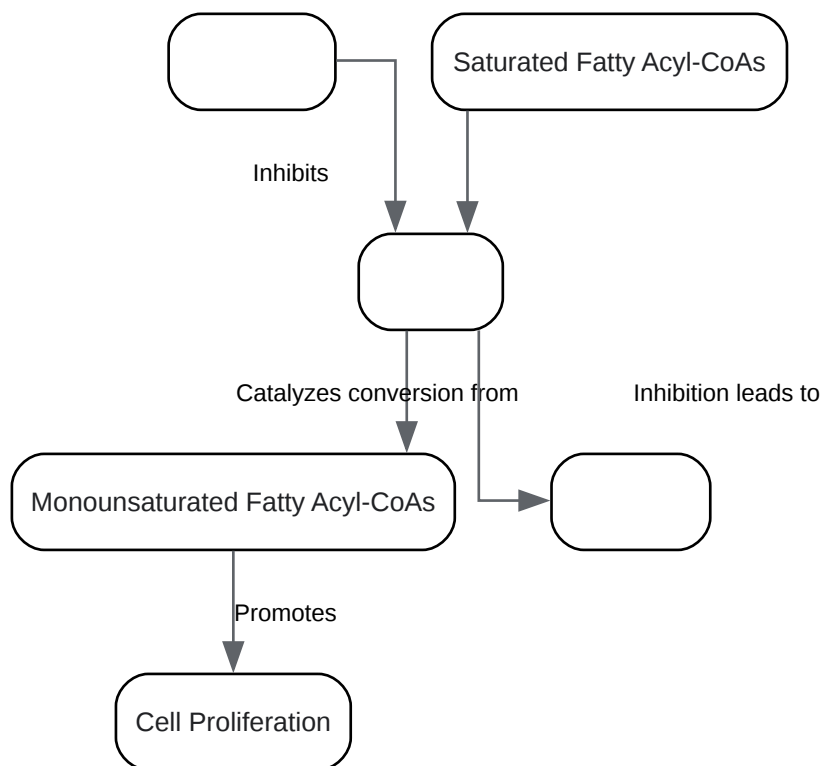 Saturated Fatty Acyl-CoAs
Inhibits
Catalyzes conversion from
Inhibition leads to
Monounsaturated Fatty Acyl-CoAs
Promotes
Cell Proliferation